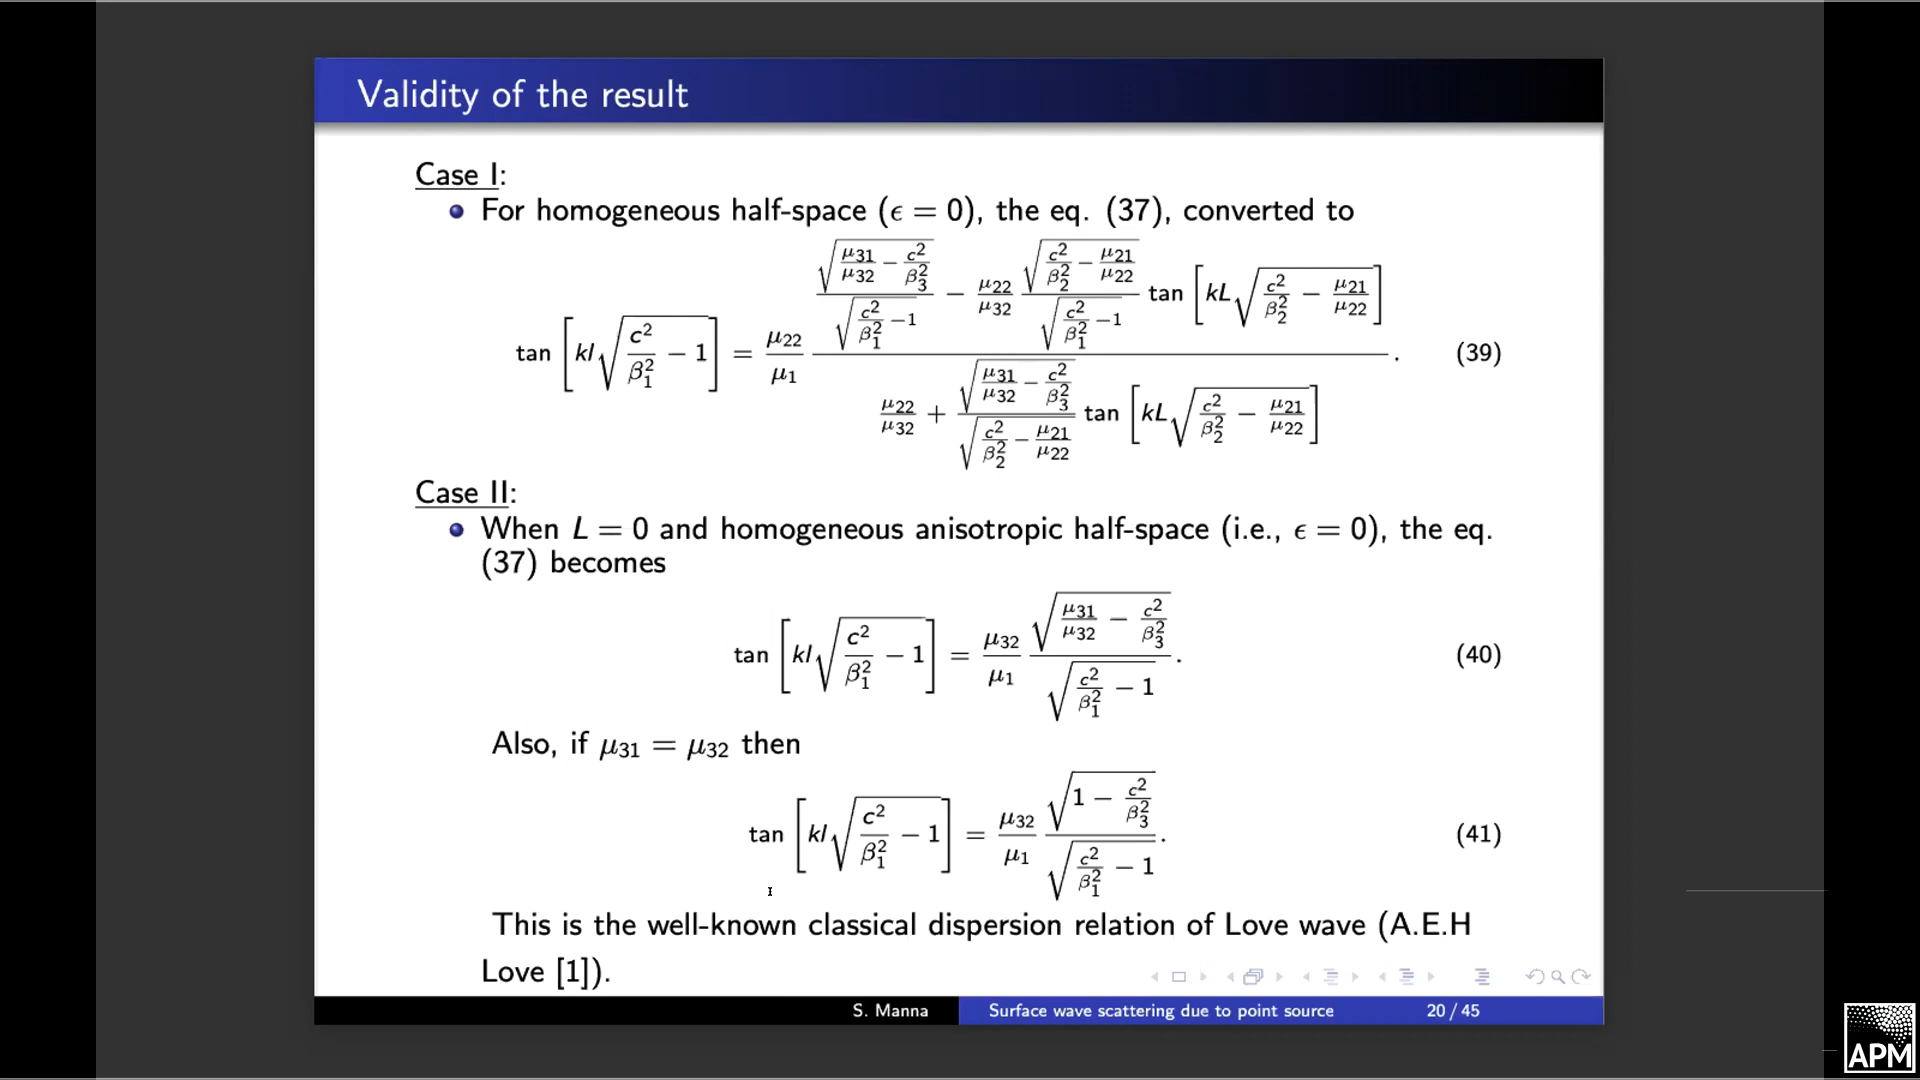 Validity of the result
Case I:
For homogeneous half-space (ϵ = 0), the eq. (37), converted to
tan [kl√(c²/β₁² − 1)] = μ₂₂/μ₁ · (√(μ₃₁/μ₃₂ − c²/β₃²)/√(c²/β₁² − 1) − μ₂₂/μ₃₂ · √(c²/β₂² − μ₂₁/μ₂₂)/√(c²/β₁² − 1) tan [kL√(c²/β₂² − μ₂₁/μ₂₂)]) / (μ₂₂/μ₃₂ + √(μ₃₁/μ₃₂ − c²/β₃²)/√(c²/β₂² − μ₂₁/μ₂₂) tan [kL√(c²/β₂² − μ₂₁/μ₂₂)]). (39)
Case II:
When L = 0 and homogeneous anisotropic half-space (i.e., ϵ = 0), the eq.
(37) becomes
tan [kl√(c²/β₁² − 1)] = μ₃₂/μ₁ · √(μ₃₁/μ₃₂ − c²/β₃²)/√(c²/β₁² − 1). (40)
Also, if μ₃₁ = μ₃₂ then
tan [kl√(c²/β₁² − 1)] = μ₃₂/μ₁ · √(1 − c²/β₃²)/√(c²/β₁² − 1). (41)
This is the well-known classical dispersion relation of Love wave (A.E.H
Love [1]).
S. Manna
Surface wave scattering due to point source
20 / 45
APM